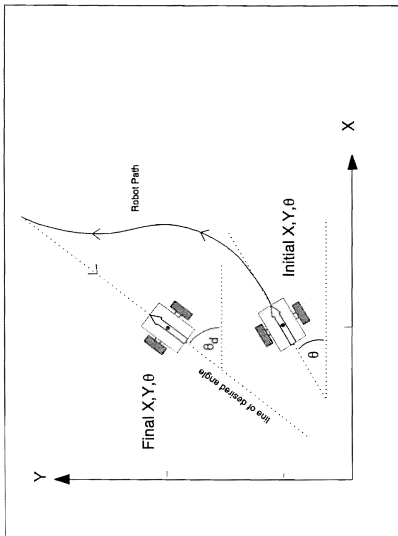 Y
Final X,Y,θ
L
Robot Path
θd
line of desired angle
Initial X,Y,θ
θ
X